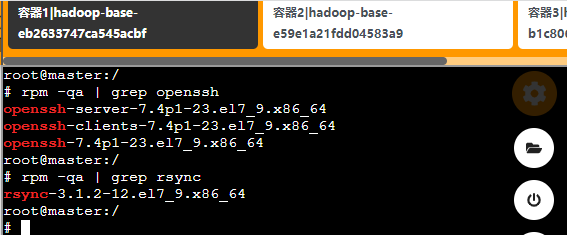 容器1|hadoop-base-
eb2633747ca545acbf
容器2|hadoop-base-
e59e1a21fdd04583a9
容器3|h
b1c80
root@master:/
# rpm -qa | grep openssh
openssh-server-7.4p1-23.el7_9.x86_64
openssh-clients-7.4p1-23.el7_9.x86_64
openssh-7.4p1-23.el7_9.x86_64
root@master:/
# rpm -qa | grep rsync
rsync-3.1.2-12.el7_9.x86_64
root@master:/
#